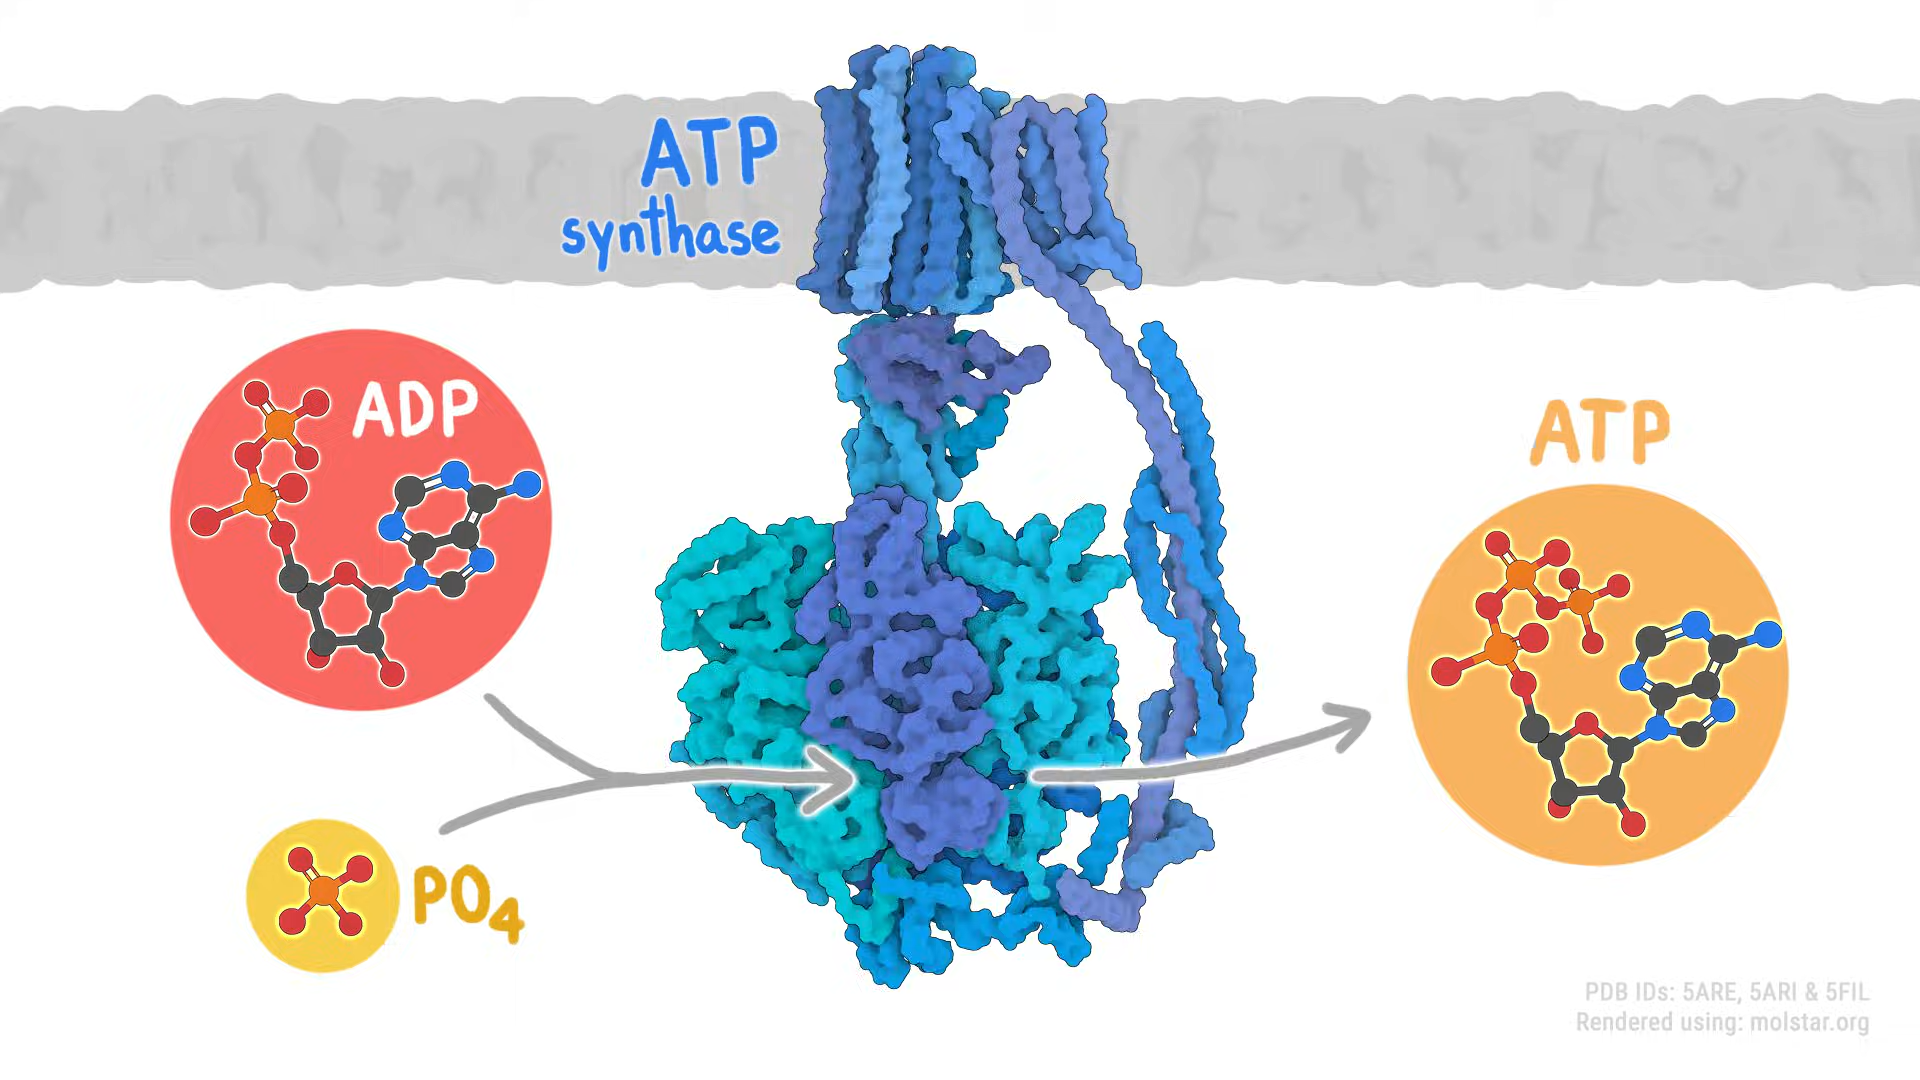 ATP
synthase
ADP
ATP
PO₄
PDB IDs: 5ARE, 5ARI & 5FIL
Rendered using: molstar.org